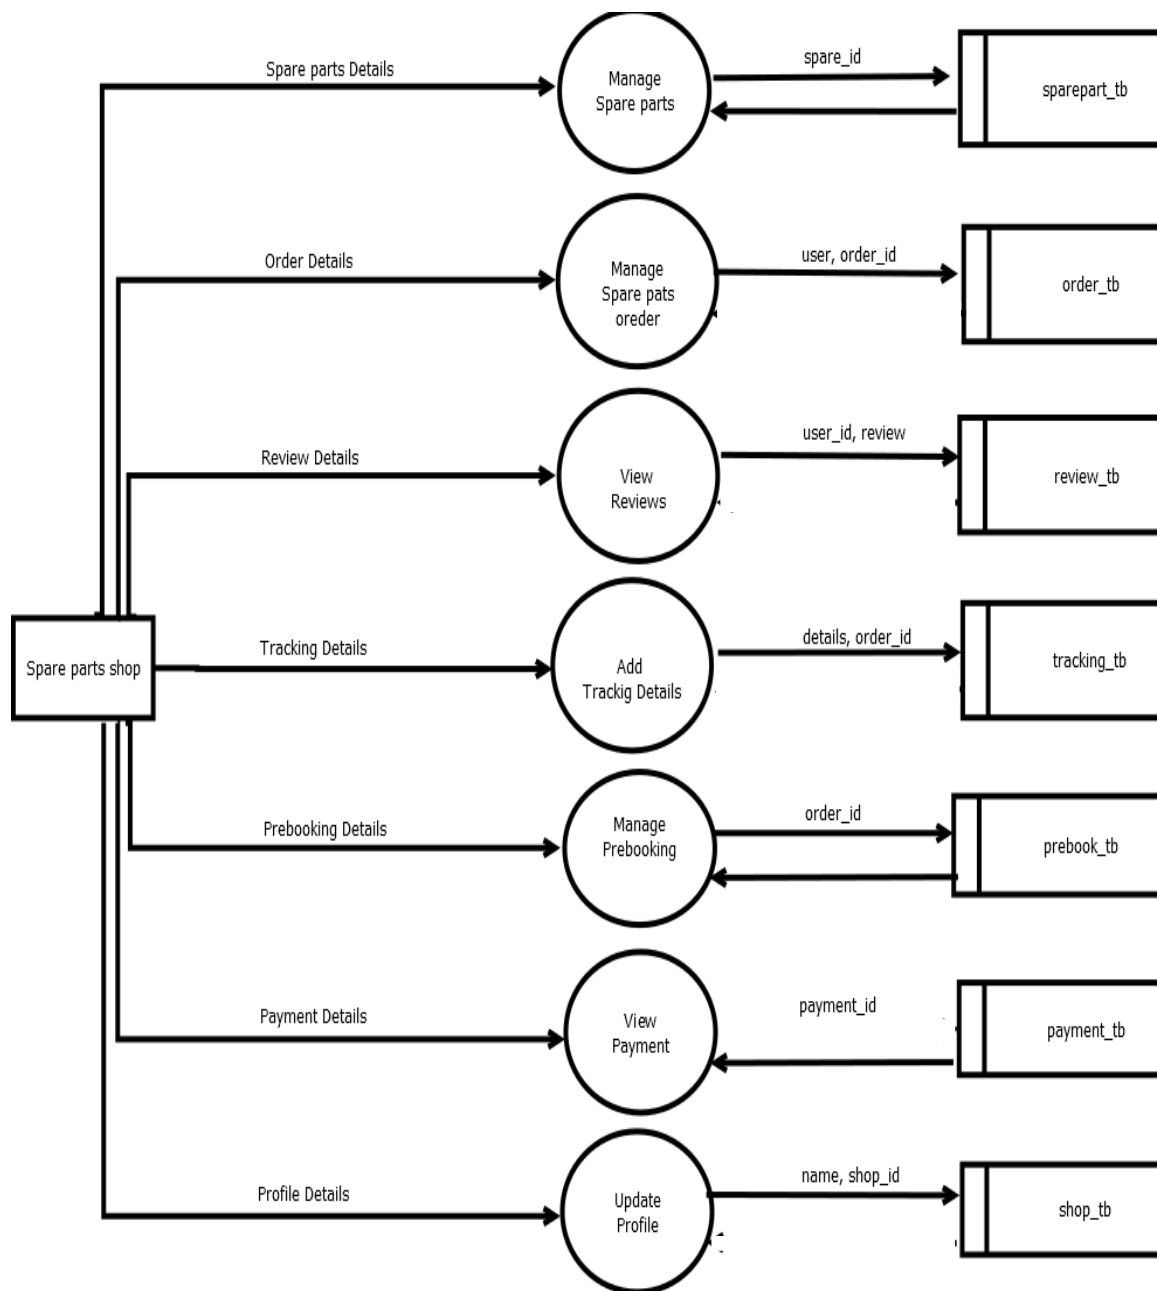 Spare parts Details
Manage
Spare parts
spare_id
sparepart_tb
Order Details
Manage
Spare pats
oreder
user, order_id
order_tb
Review Details
View
Reviews
user_id, review
review_tb
Spare parts shop
Tracking Details
Add
Trackig Details
details, order_id
tracking_tb
Prebooking Details
Manage
Prebooking
order_id
prebook_tb
Payment Details
View
Payment
payment_id
payment_tb
Profile Details
Update
Profile
name, shop_id
shop_tb